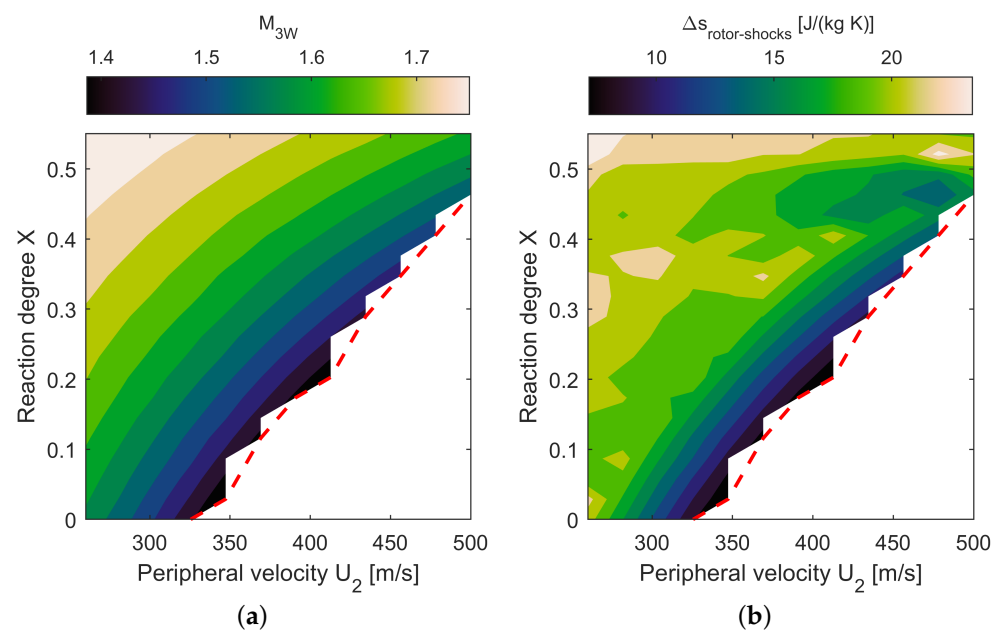 M3W
1.4 1.5 1.6 1.7
0.5
0.4
0.3
0.2
0.1
0
300 350 400 450 500
Reaction degree X
Peripheral velocity U2 [m/s]
(a)
Δsrotor-shocks [J/(kg K)]
10 15 20
0.5
0.4
0.3
0.2
0.1
0
300 350 400 450 500
Reaction degree X
Peripheral velocity U2 [m/s]
(b)